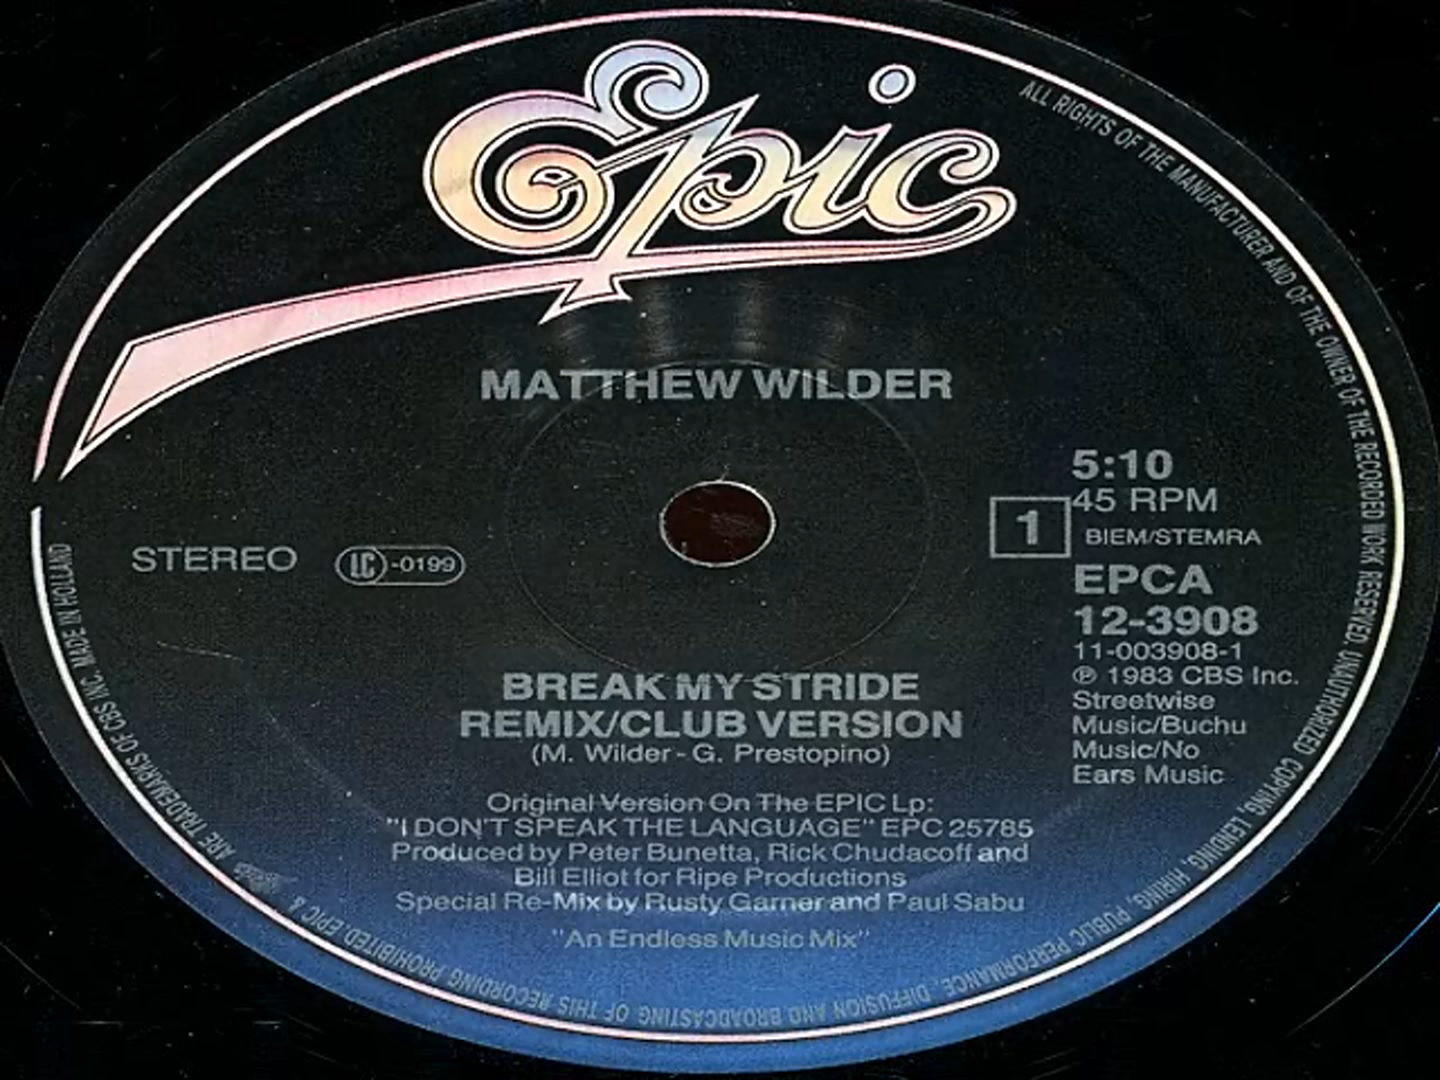 Epic
MATTHEW WILDER
5:10
45 RPM
1
BIEM/STEMRA
STEREO
LC-0199
EPCA
12-3908
11-003908-1
℗ 1983 CBS Inc.
Streetwise
Music/Buchu
Music/No
Ears Music
BREAK MY STRIDE
REMIX/CLUB VERSION
(M. Wilder - G. Prestopino)
Original Version On The EPIC Lp:
"I DON'T SPEAK THE LANGUAGE" EPC 25785
Produced by Peter Bunetta, Rick Chudacoff and
Bill Elliot for Ripe Productions
Special Re-Mix by Rusty Garner and Paul Sabu
"An Endless Music Mix"
ALL RIGHTS OF THE MANUFACTURER AND OF THE OWNER OF THE RECORDED WORK RESERVED. UNAUTHORIZED COPYING, LENDING, HIRING, PUBLIC PERFORMANCE, DIFFUSION AND BROADCASTING OF THIS RECORDING PROHIBITED EPIC & ARE TRADEMARKS OF CBS INC. MADE IN HOLLAND